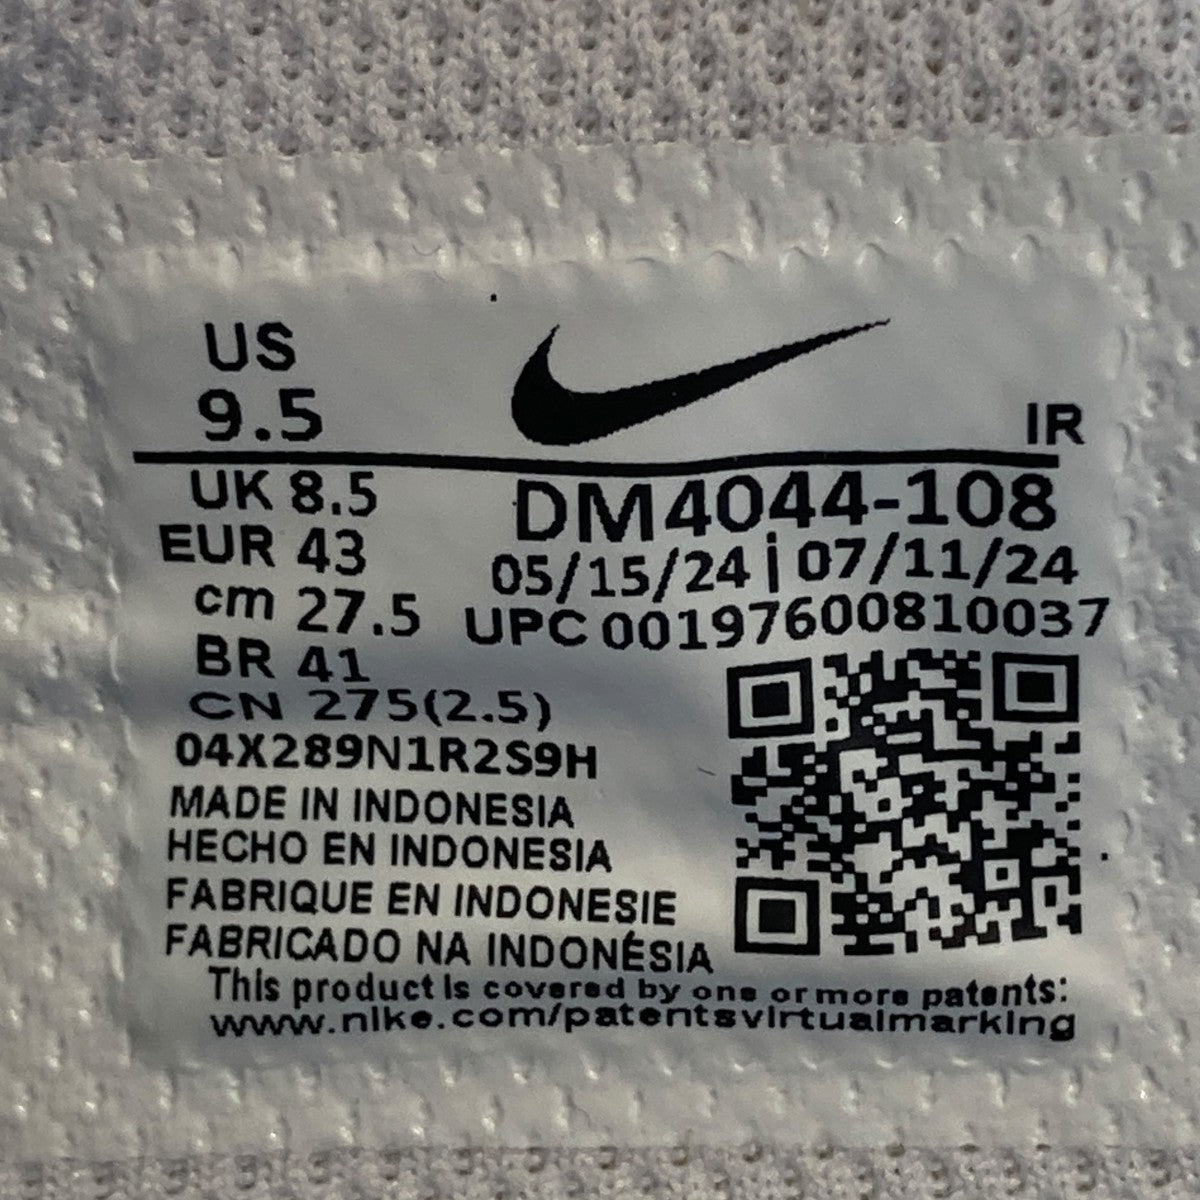 US
9.5
IR
UK 8.5
EUR 43
cm 27.5
BR 41
CN 275(2.5)
DM4044-108
05/15/24 | 07/11/24
UPC 00197600810037
04X289N1R2S9H
MADE IN INDONESIA
HECHO EN INDONESIA
FABRIQUE EN INDONESIE
FABRICADO NA INDONÉSIA
This product is covered by one or more patents:
www.nike.com/patentsvirtualmarking